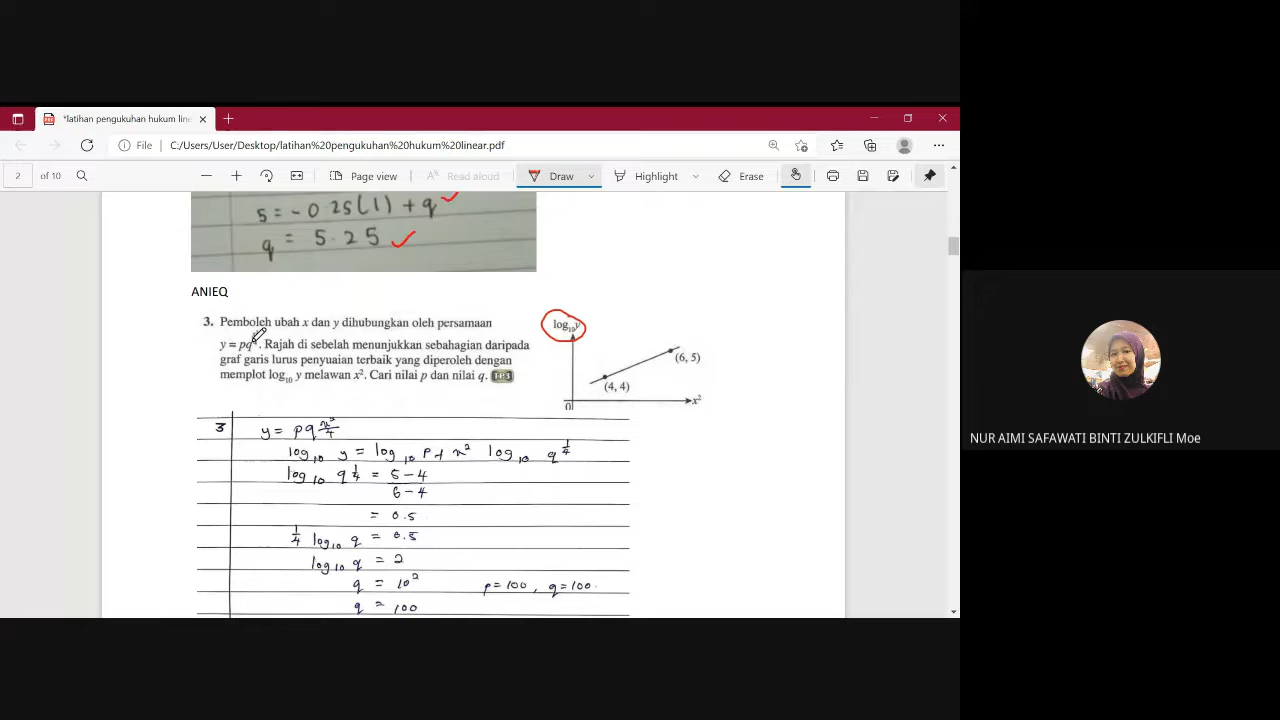 *latihan pengukuhan hukum line
File C:/Users/User/Desktop/latihan%20pengukuhan%20hukum%20linear.pdf
2 of 10 Page view Read aloud Draw Highlight Erase
5 = -0.25(1) + q
q = 5.25
ANIEQ
3. Pemboleh ubah x dan y dihubungkan oleh persamaan
y = pq . Rajah di sebelah menunjukkan sebahagian daripada
graf garis lurus penyuaian terbaik yang diperoleh dengan
memplot log₁₀ y melawan x². Cari nilai p dan nilai q.
log₁₀y
(6, 5)
(4, 4)
0
x²
3 y = pq^(x²/4)
log₁₀ y = log₁₀ p + x² log₁₀ q^(1/4)
log₁₀ q^(1/4) = 5-4
6-4
= 0.5
1/4 log₁₀ q = 0.5
log₁₀ q = 2
q = 10²
p=100, q=100.
q = 100
NUR AIMI SAFAWATI BINTI ZULKIFLI Moe